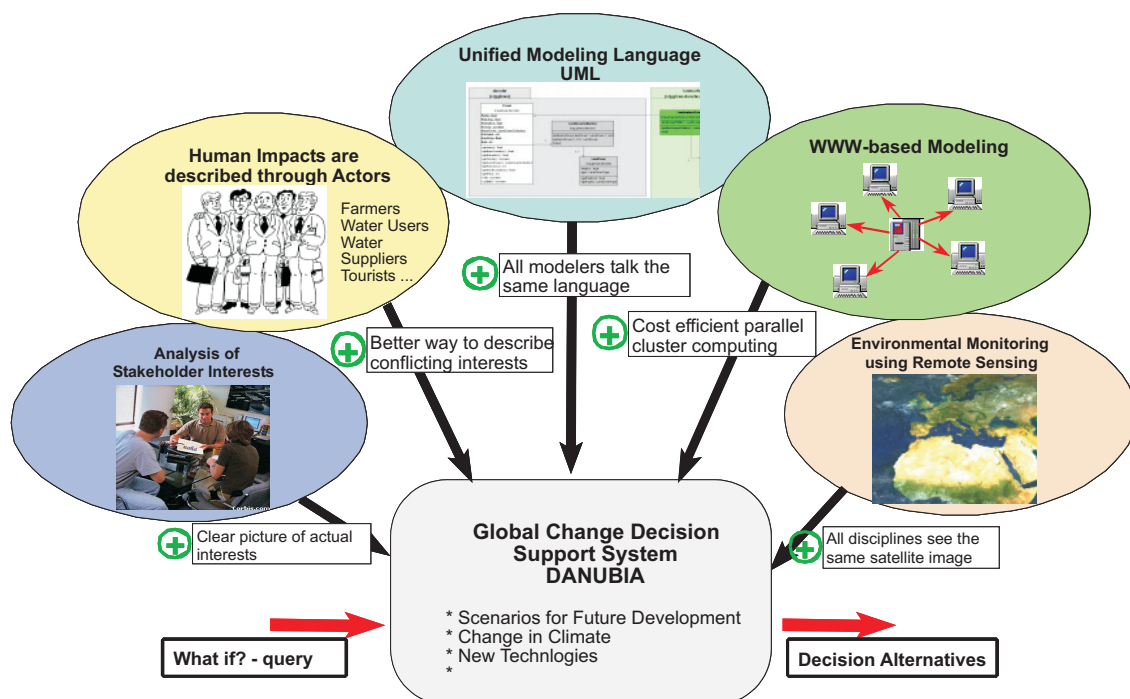 Unified Modeling Language
UML
Human Impacts are
described through Actors
Farmers
Water Users
Water
Suppliers
Tourists ...
WWW-based Modeling
Analysis of
Stakeholder Interests
Corbis.com
Environmental Monitoring
using Remote Sensing
All modelers talk the
same language
Better way to describe
conflicting interests
Cost efficient parallel
cluster computing
Clear picture of actual
interests
All disciplines see the
same satellite image
Global Change Decision
Support System
DANUBIA
* Scenarios for Future Development
* Change in Climate
* New Technlogies
*
What if? - query
Decision Alternatives